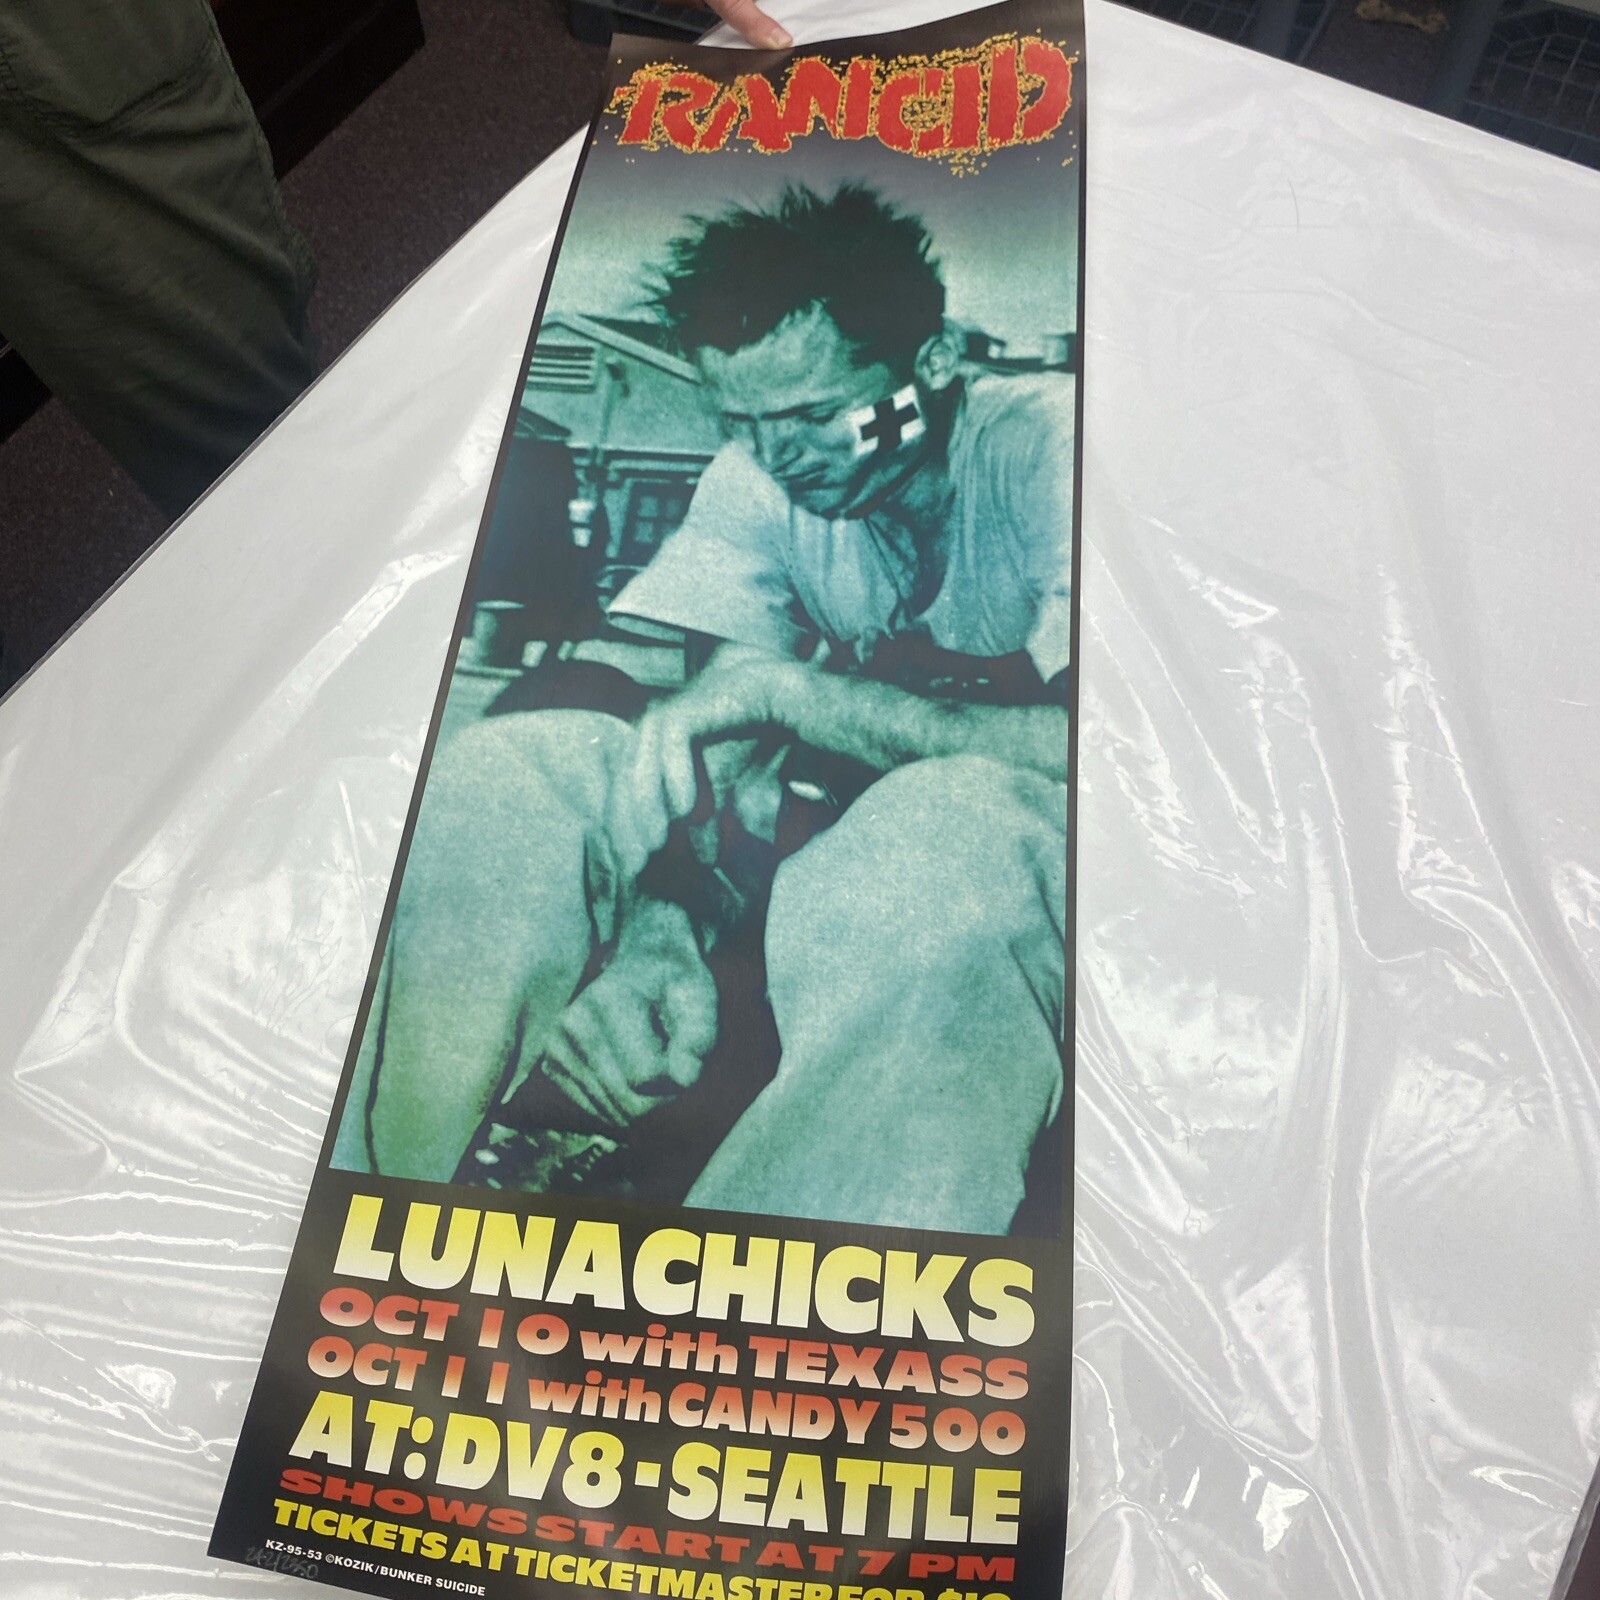 RANCID
LUNACHICKS
OCT 10 with TEXASS
OCT 11 with CANDY 500
AT: DV8 - SEATTLE
SHOWS START AT 7 PM
TICKETS AT TICKETMASTER FOR
KZ-95-53 ©KOZIK/BUNKER SUICIDE